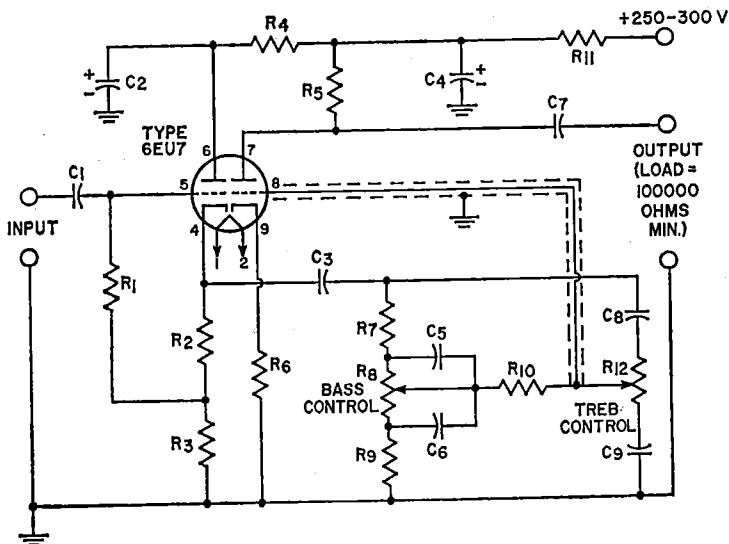 R4
+250-300 V
R11
+
-
C2
R5
C4
+
-
C7
TYPE
6EU7
6
7
OUTPUT
(LOAD =
100000
OHMS
MIN.)
C1
5
8
INPUT
4
9
1
2
C3
R1
R2
R6
R7
C5
C8
R8
R10
R12
BASS
CONTROL
TREB
CONTROL
C6
R3
R9
C9